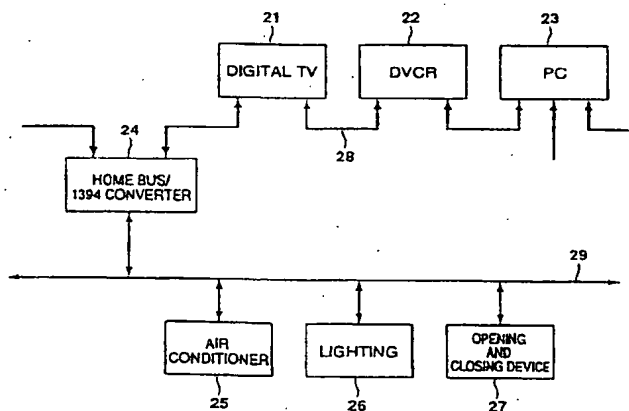 21
22
23
DIGITAL TV
DVCR
PC
24
28
HOME BUS/
1394 CONVERTER
29
AIR
CONDITIONER
LIGHTING
OPENING
AND
CLOSING DEVICE
25
26
27